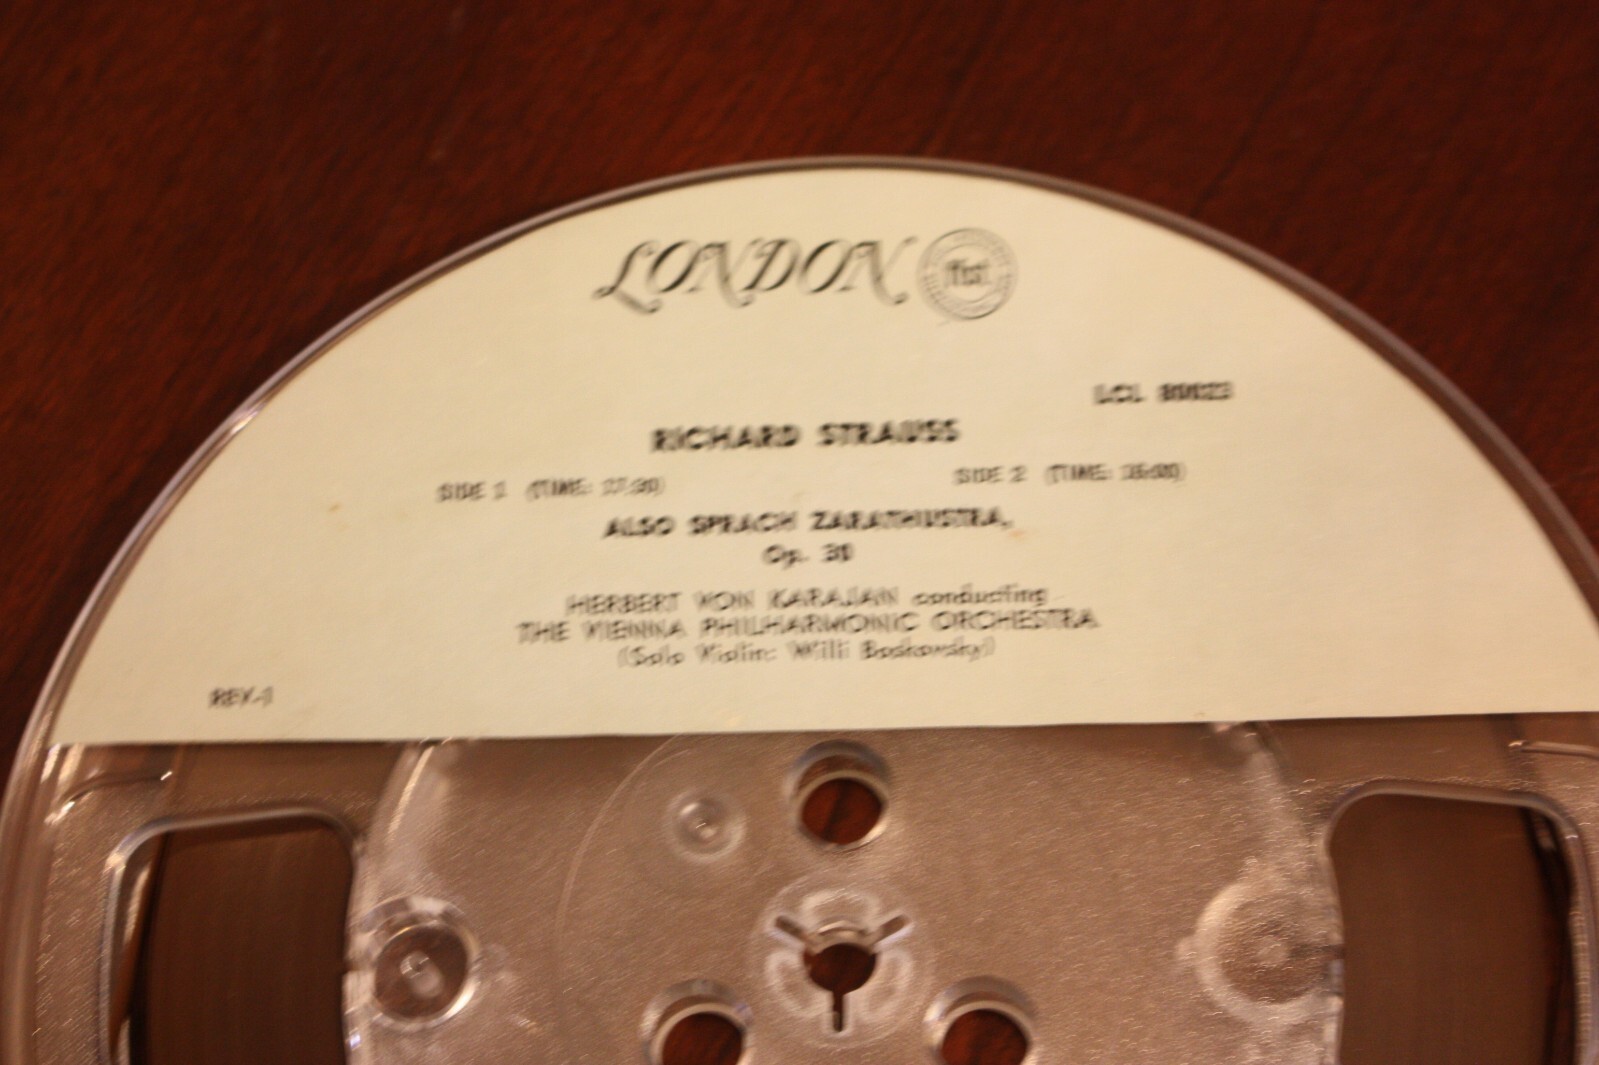 LONDON ffss
LCL 80023
RICHARD STRAUSS
SIDE 1 (TIME: 17:30) SIDE 2 (TIME: 16:00)
ALSO SPRACH ZARATHUSTRA,
Op. 30
HERBERT VON KARAJAN conducting
THE VIENNA PHILHARMONIC ORCHESTRA
(Solo Violin: Willi Boskovsky)
REV-1